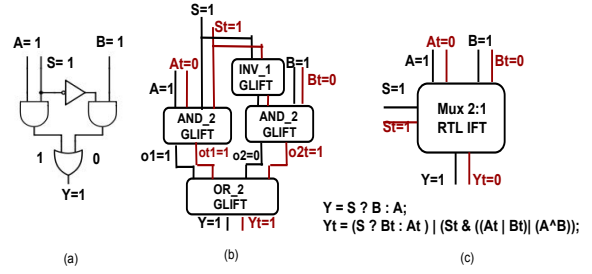 A= 1
S= 1
B= 1
1
0
Y=1
(a)
S=1
St=1
At=0
A=1
INV_1
GLIFT
B=1
Bt=0
AND_2
GLIFT
AND_2
GLIFT
o1=1
ot1=1
o2=0
o2t=1
OR_2
GLIFT
Y=1
Yt=1
(b)
At=0
A=1
B=1
Bt=0
S=1
St=1
Mux 2:1
RTL IFT
Y=1
Yt=0
Y = S ? B : A;
Yt = (S ? Bt : At ) | (St & ((At | Bt)| (A^B));
(c)